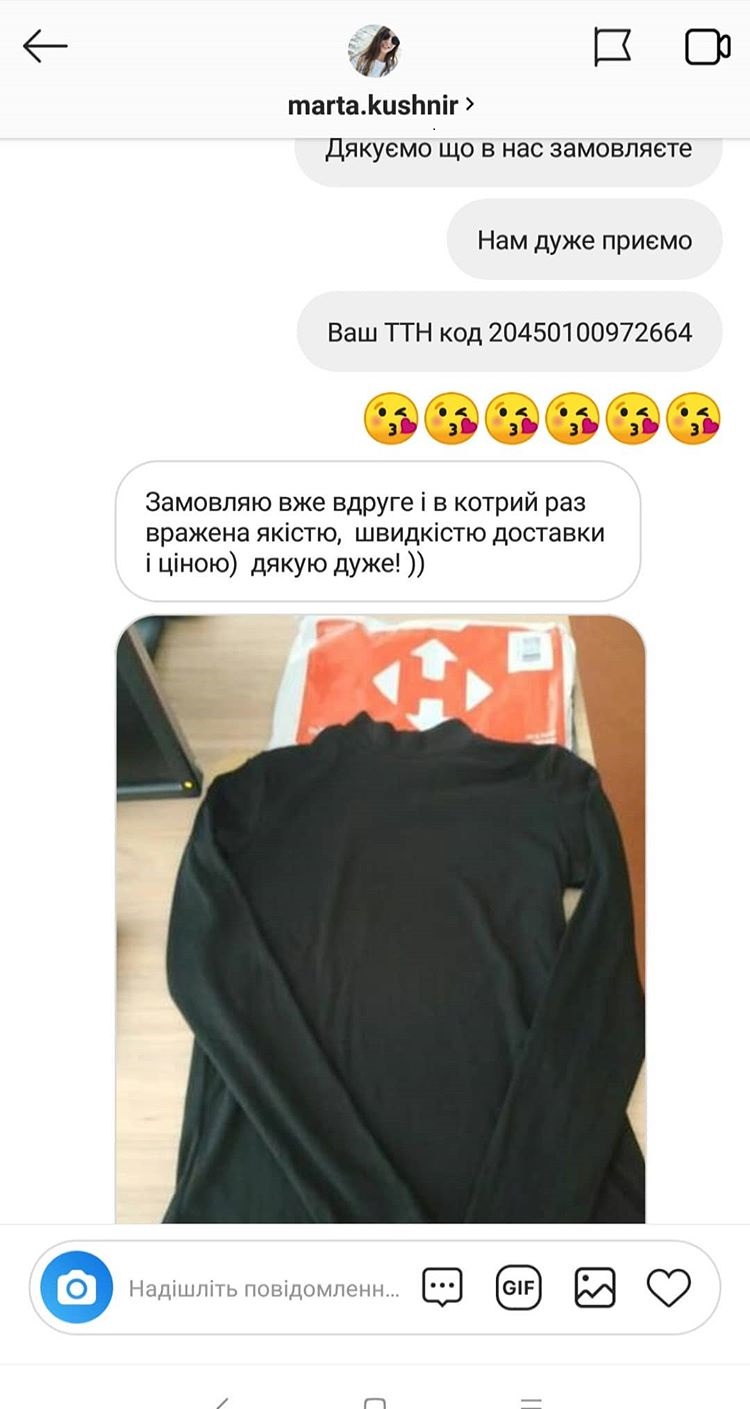 marta.kushnir
Дякуємо що в нас замовляєте
Нам дуже приємо
Ваш ТТН код 20450100972664
Замовляю вже вдруге і в котрий раз
вражена якістю, швидкістю доставки
і ціною) дякую дуже! ))
Надішліть повідомленн...
GIF